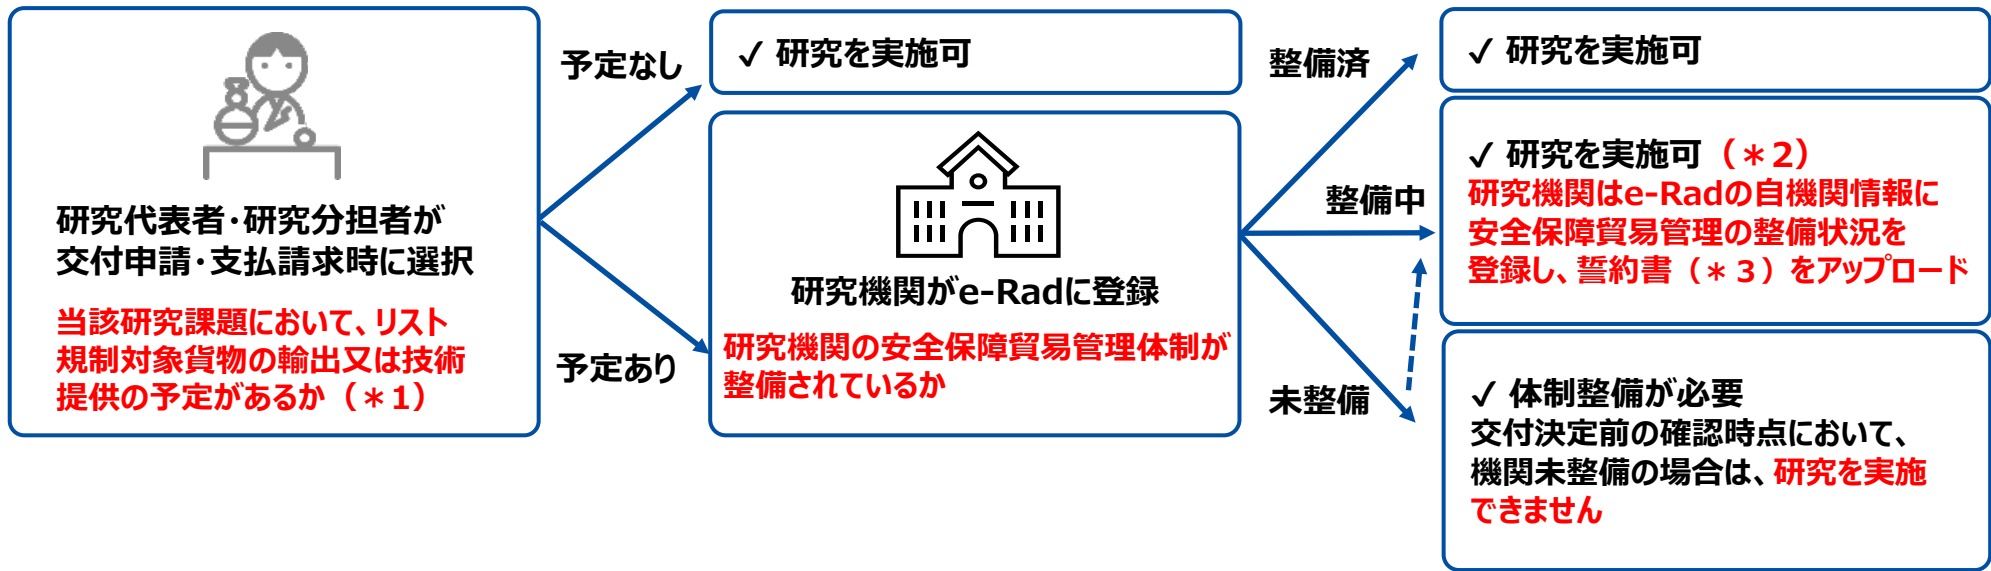 研究代表者・研究分担者が
交付申請・支払請求時に選択
当該研究課題において、リスト
規制対象貨物の輸出又は技術
提供の予定があるか（＊1）
予定なし
予定あり
✓ 研究を実施可
研究機関がe-Radに登録
研究機関の安全保障貿易管理体制が
整備されているか
整備済
整備中
未整備
✓ 研究を実施可
✓ 研究を実施可（＊2）
研究機関はe-Radの自機関情報に
安全保障貿易管理の整備状況を
登録し、誓約書（＊３）をアップロード
✓ 体制整備が必要
交付決定前の確認時点において、
機関未整備の場合は、研究を実施
できません